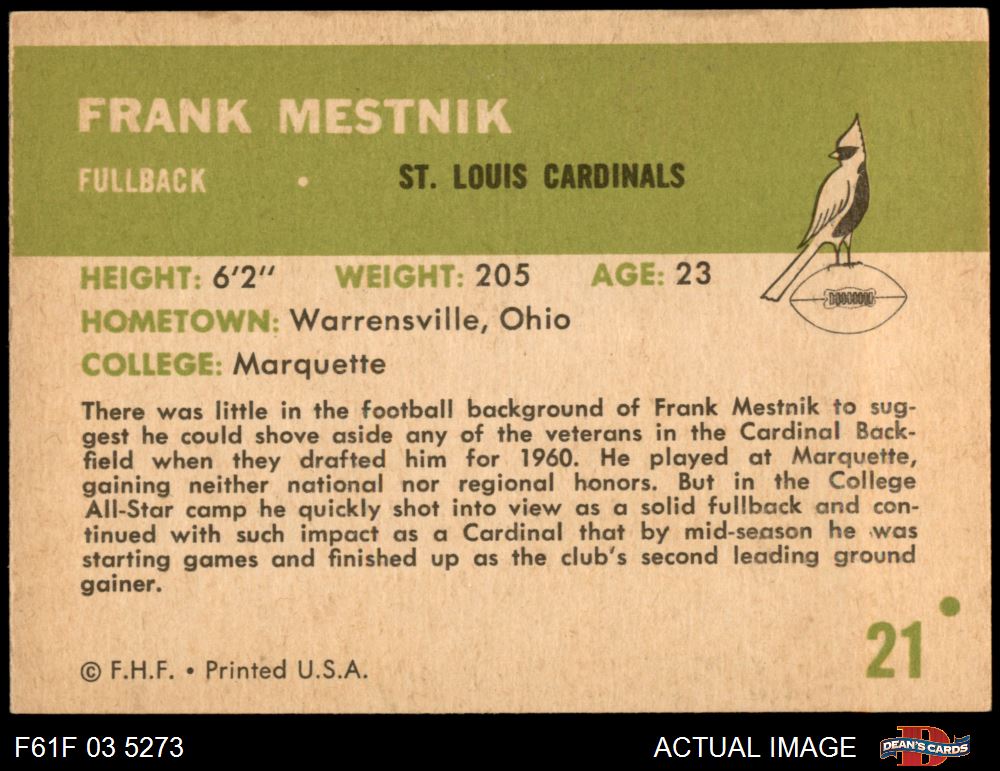 FRANK MESTNIK
FULLBACK • ST. LOUIS CARDINALS
HEIGHT: 6'2" WEIGHT: 205 AGE: 23
HOMETOWN: Warrensville, Ohio
COLLEGE: Marquette
There was little in the football background of Frank Mestnik to sug-
gest he could shove aside any of the veterans in the Cardinal Back-
field when they drafted him for 1960. He played at Marquette,
gaining neither national nor regional honors. But in the College
All-Star camp he quickly shot into view as a solid fullback and con-
tinued with such impact as a Cardinal that by mid-season he was
starting games and finished up as the club's second leading ground
gainer.
21
© F.H.F. • Printed U.S.A.
F61F 03 5273 ACTUAL IMAGE DEAN'S CARDS